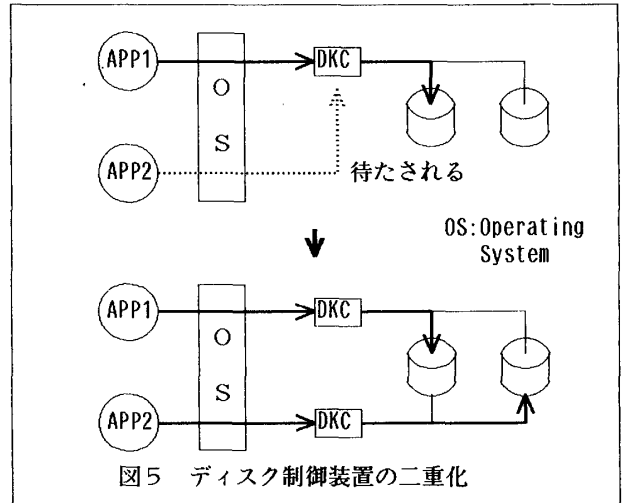 APP1
DKC
O
S
APP2
待たされる
OS:Operating
System
APP1
DKC
O
S
APP2
DKC
図5 ディスク制御装置の二重化